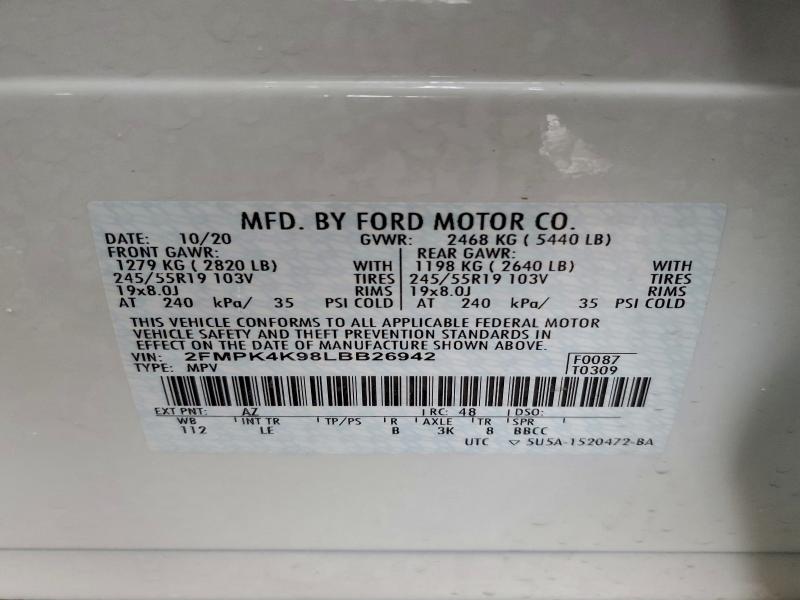 MFD. BY FORD MOTOR CO.
DATE: 10/20 GVWR: 2468 KG ( 5440 LB)
FRONT GAWR: REAR GAWR:
1279 KG ( 2820 LB) WITH 1198 KG ( 2640 LB) WITH
245/55R19 103V TIRES 245/55R19 103V TIRES
19x8.0J RIMS 19x8.0J RIMS
AT 240 kPa/ 35 PSI COLD AT 240 kPa/ 35 PSI COLD
THIS VEHICLE CONFORMS TO ALL APPLICABLE FEDERAL MOTOR
VEHICLE SAFETY AND THEFT PREVENTION STANDARDS IN
EFFECT ON THE DATE OF MANUFACTURE SHOWN ABOVE.
VIN: 2FMPK4K98LBB26942 F0087
TYPE: MPV T0309
EXT PNT: AZ RC: 48 DSO:
WB INT TR TP/PS R AXLE TR SPR
112 LE B 3K 8 BBCC
UTC ▽ 5U5A-1520472-BA